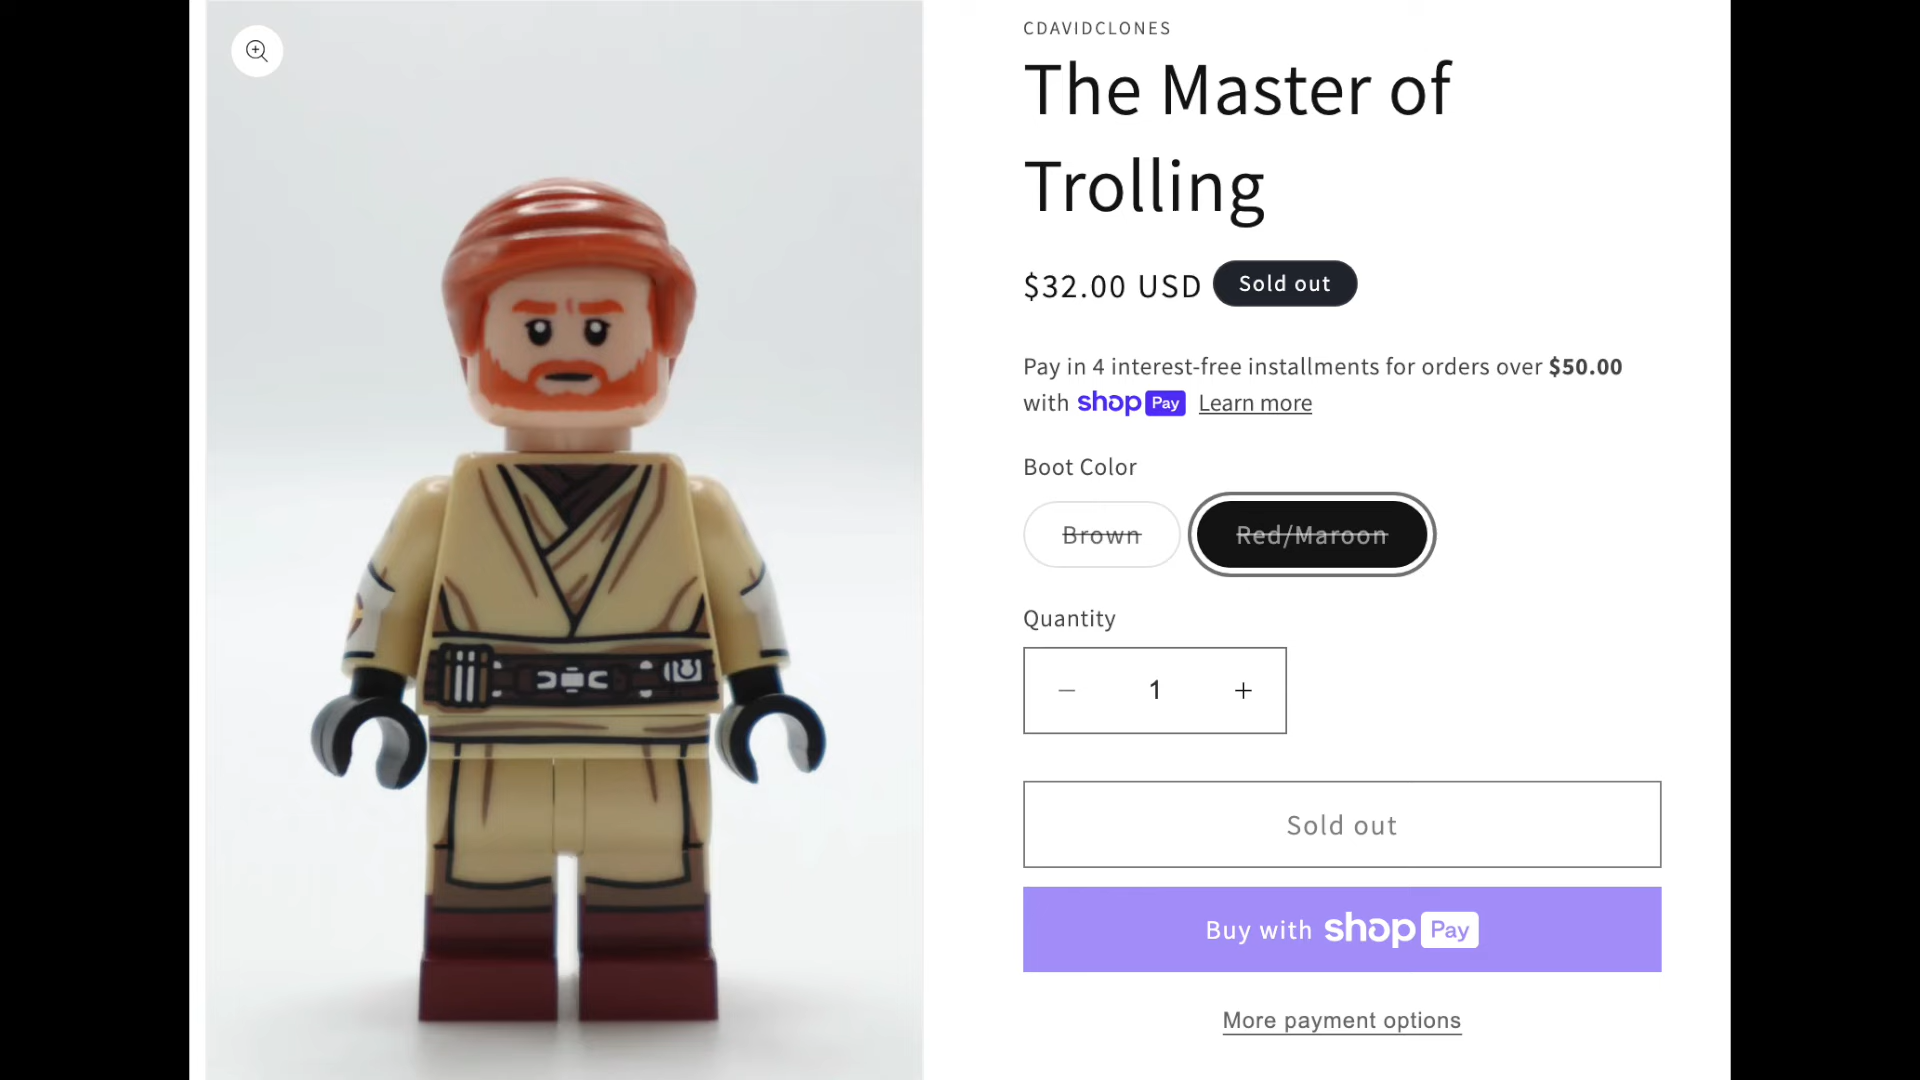 CDAVIDCLONES
The Master of
Trolling
$32.00 USD Sold out
Pay in 4 interest-free installments for orders over $50.00
with shop Pay Learn more
Boot Color
Brown Red/Maroon
Quantity
− 1 +
Sold out
Buy with shop Pay
More payment options